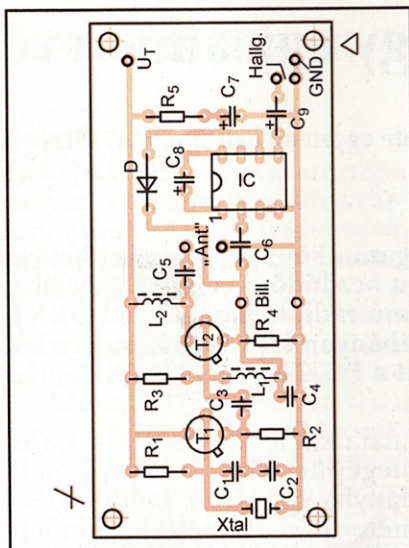 U_T
Hallg.
GND
R₅
C₇
C₉
D
C₈
IC
1
"Ant."
C₅
C₆
L₂
Bill.
T₂
R₄
R₃
L₁
C₃
C₄
R₁
T₁
R₂
C₁
C₂
Xtal